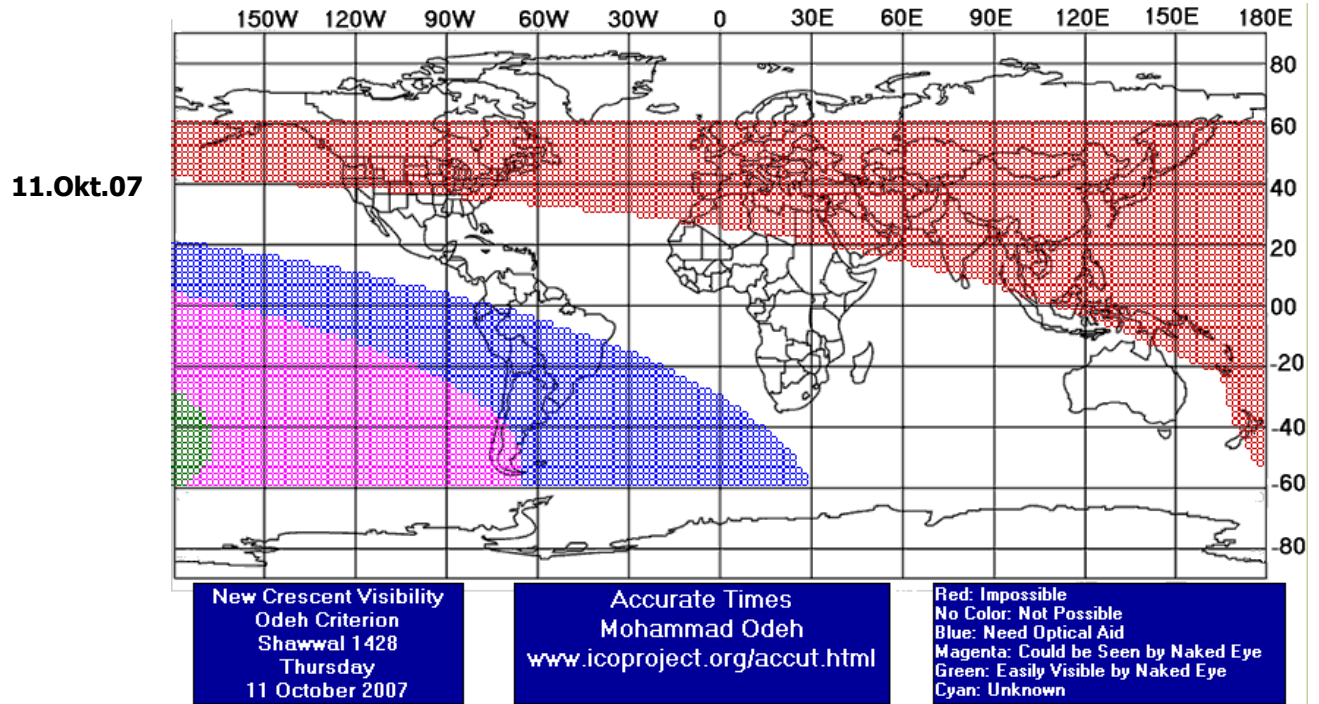 150W 120W 90W 60W 30W 0 30E 60E 90E 120E 150E 180E
80
60
11.Okt.07
40
20
00
-20
-40
-60
-80
New Crescent Visibility
Odeh Criterion
Shawwal 1428
Thursday
11 October 2007
Accurate Times
Mohammad Odeh
www.icoproject.org/accut.html
Red: Impossible
No Color: Not Possible
Blue: Need Optical Aid
Magenta: Could be Seen by Naked Eye
Green: Easily Visible by Naked Eye
Cyan: Unknown